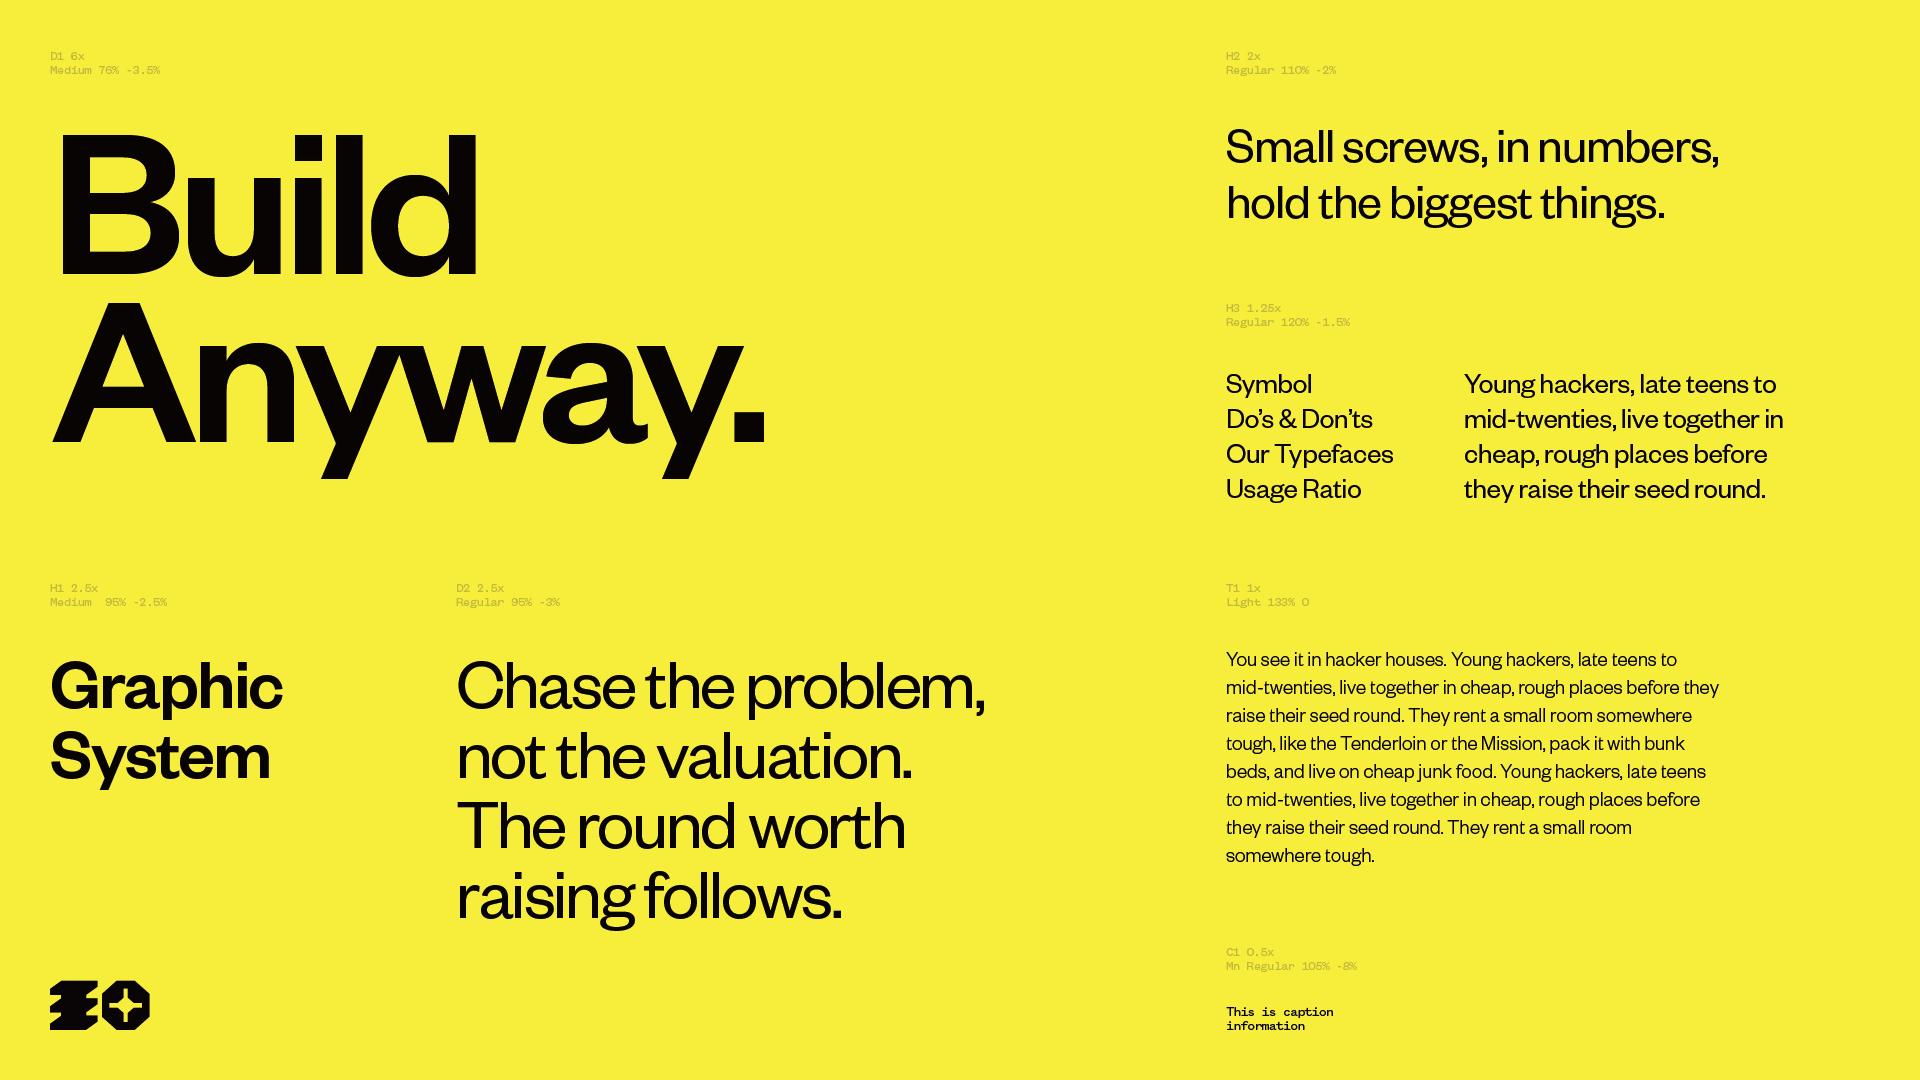 D1 6x
Medium 76% -3.5%
Build
Anyway.
H1 2.5x
Medium  95% -2.5%
Graphic
System
D2 2.5x
Regular 95% -3%
Chase the problem,
not the valuation.
The round worth
raising follows.
H2 2x
Regular 110% -2%
Small screws, in numbers,
hold the biggest things.
H3 1.25x
Regular 120% -1.5%
Symbol
Do’s & Don’ts
Our Typefaces
Usage Ratio
Young hackers, late teens to
mid-twenties, live together in
cheap, rough places before
they raise their seed round.
T1 1x
Light 133% 0
You see it in hacker houses. Young hackers, late teens to
mid-twenties, live together in cheap, rough places before they
raise their seed round. They rent a small room somewhere
tough, like the Tenderloin or the Mission, pack it with bunk
beds, and live on cheap junk food. Young hackers, late teens
to mid-twenties, live together in cheap, rough places before
they raise their seed round. They rent a small room
somewhere tough.
C1 0.5x
Mn Regular 105% -8%
This is caption
information